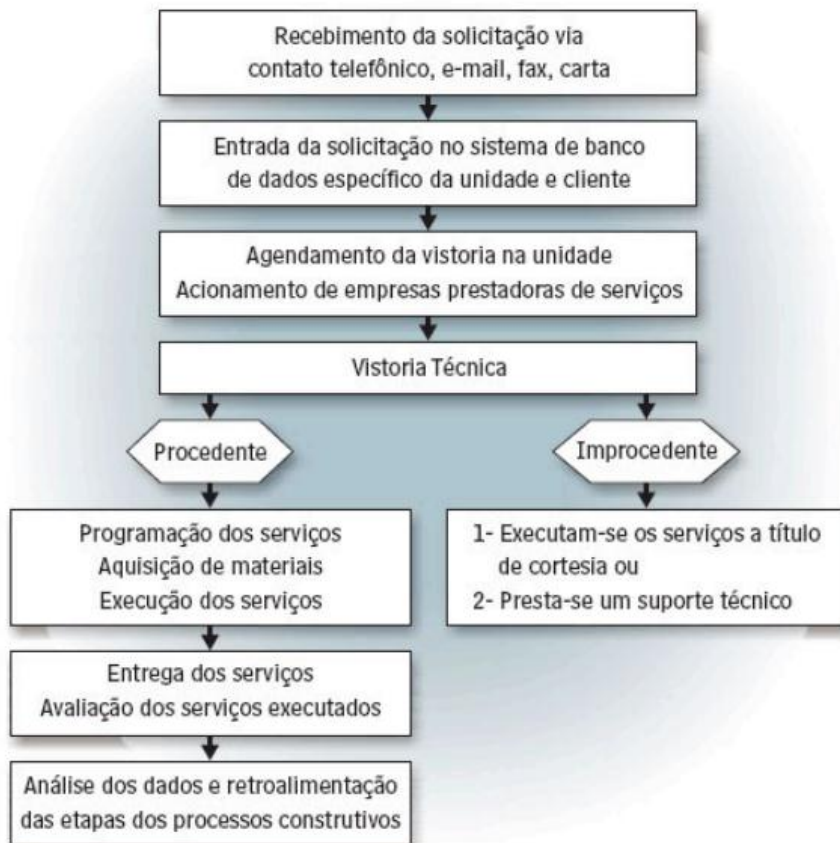 Recebimento da solicitação via
contato telefônico, e-mail, fax, carta
Entrada da solicitação no sistema de banco
de dados específico da unidade e cliente
Agendamento da vistoria na unidade
Acionamento de empresas prestadoras de serviços
Vistoria Técnica
Procedente
Improcedente
Programação dos serviços
Aquisição de materiais
Execução dos serviços
1- Executam-se os serviços a título
de cortesia ou
2- Presta-se um suporte técnico
Entrega dos serviços
Avaliação dos serviços executados
Análise dos dados e retroalimentação
das etapas dos processos construtivos